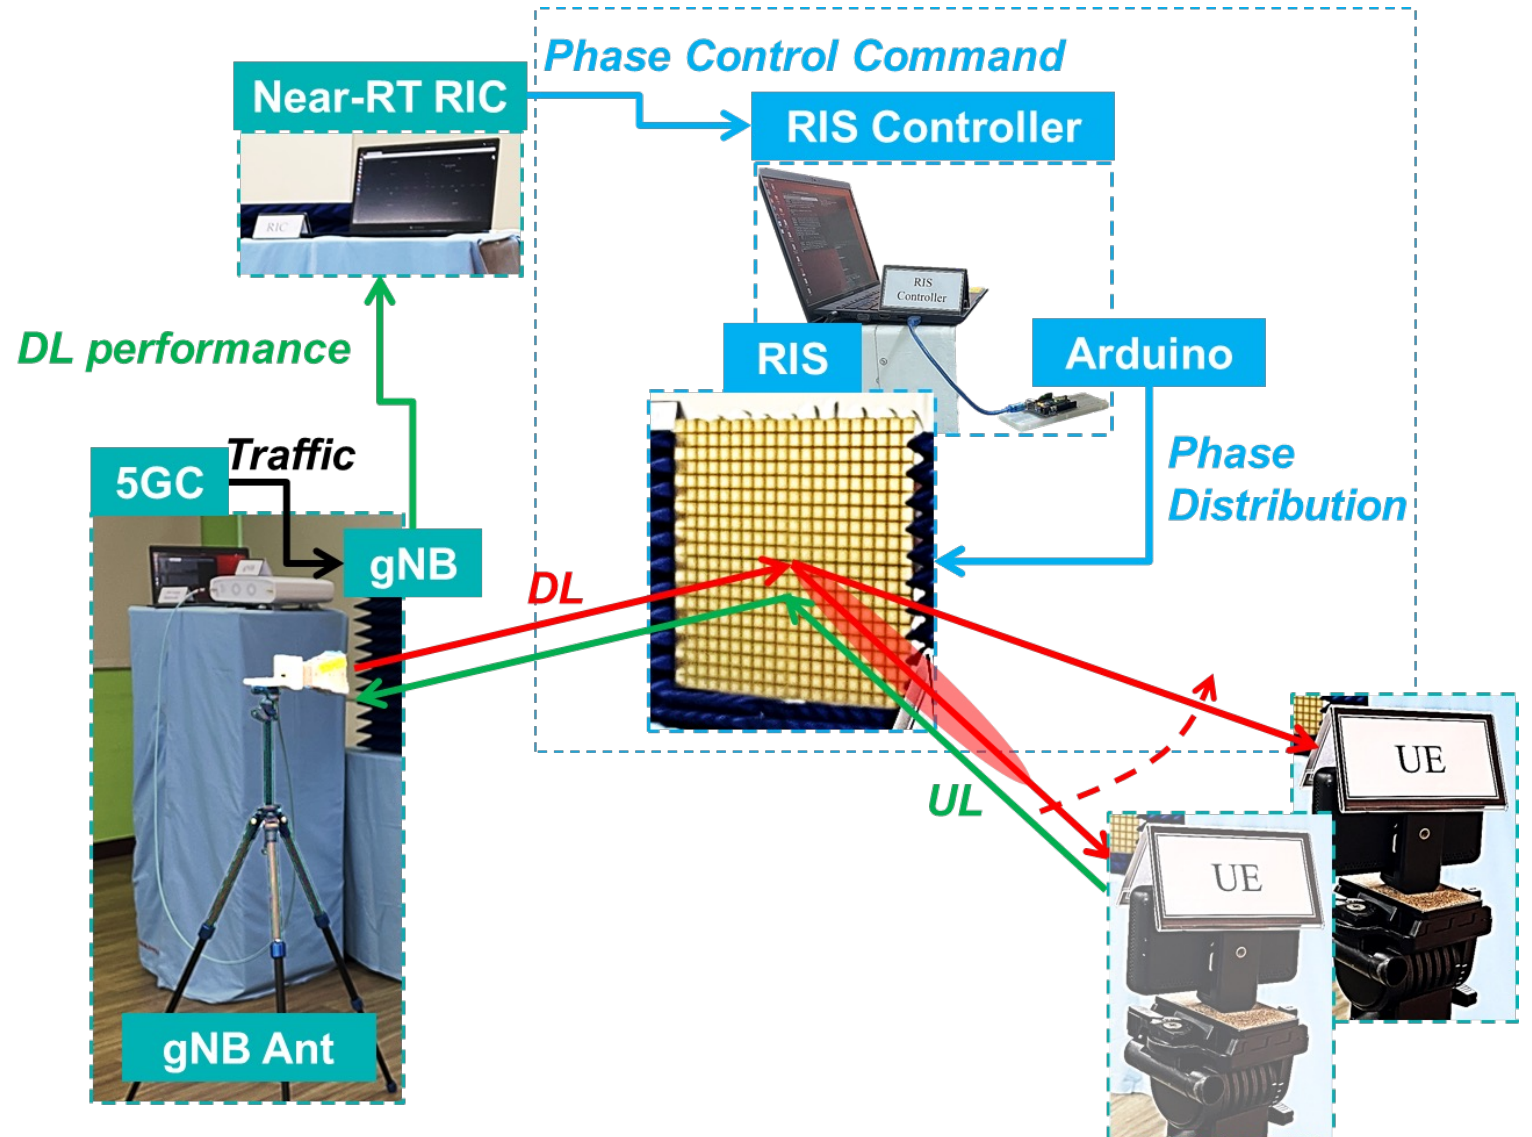 Phase Control Command
Near-RT RIC
RIS Controller
RIC
RIS
Controller
DL performance
RIS
Arduino
Traffic
5GC
Phase
Distribution
gNB
DL
UE
UL
UE
gNB Ant